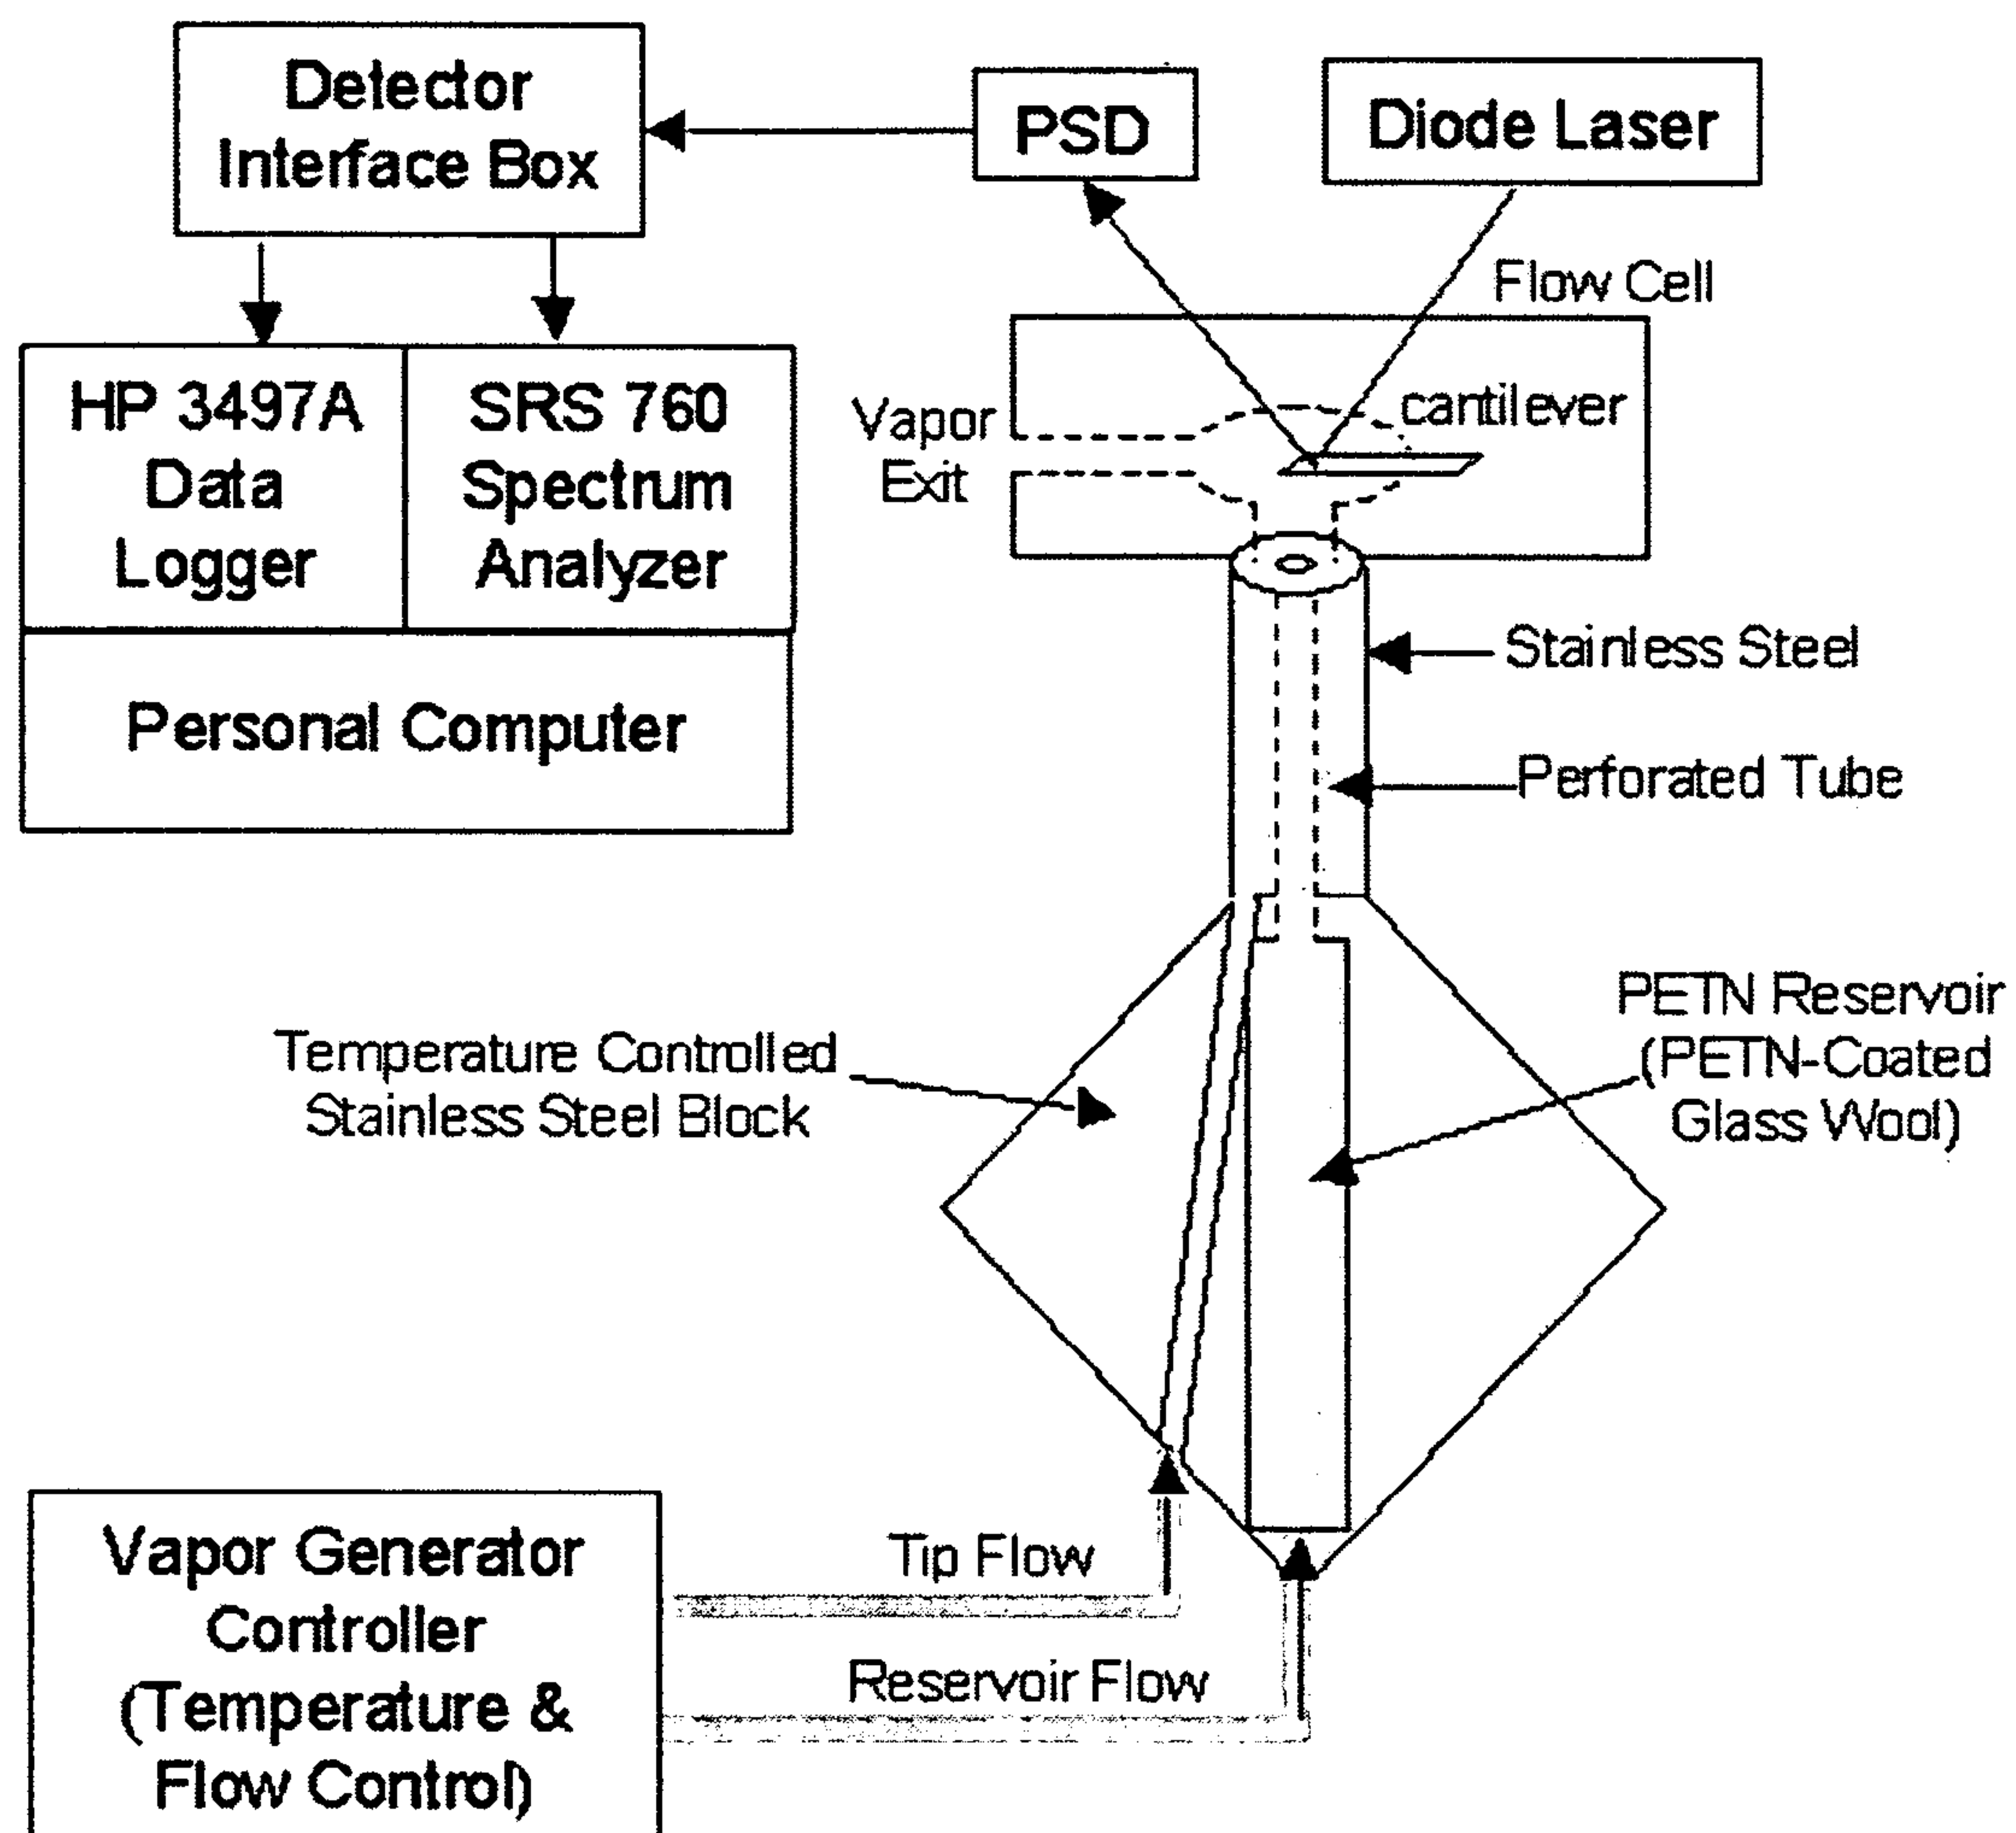 Detector
Interface Box
PSD
Diode Laser
Flow Cell
HP 3497A
Data
Logger
SRS 760
Spectrum
Analyzer
Personal Computer
Vapor
Exit
cantilever
Stainless Steel
Perforated Tube
Temperature Controlled
Stainless Steel Block
PETN Reservoir
(PETN-Coated
Glass Wool)
Vapor Generator
Controller
(Temperature &
Flow Control)
Tip Flow
Reservoir Flow